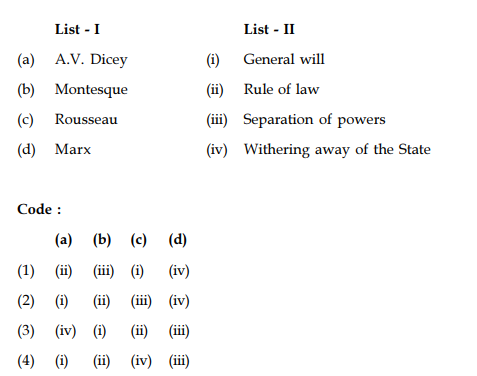 List - I List - II
(a) A.V. Dicey (i) General will
(b) Montesque (ii) Rule of law
(c) Rousseau (iii) Separation of powers
(d) Marx (iv) Withering away of the State
Code :
(a) (b) (c) (d)
(1) (ii) (iii) (i) (iv)
(2) (i) (ii) (iii) (iv)
(3) (iv) (i) (ii) (iii)
(4) (i) (ii) (iv) (iii)